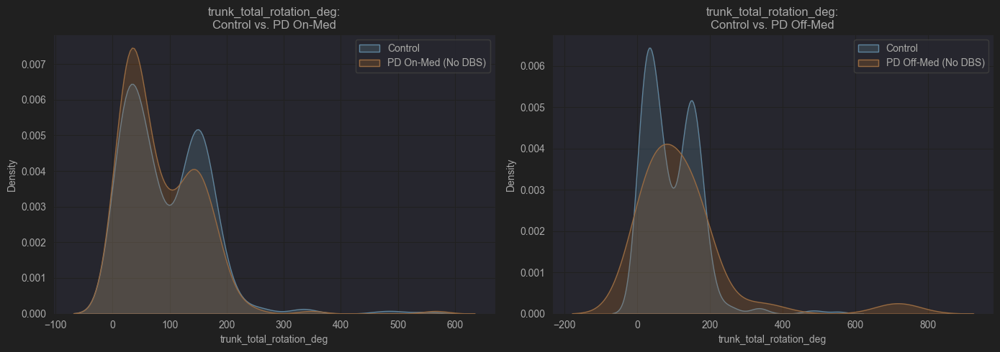 trunk_total_rotation_deg:
Control vs. PD On-Med
Control
PD On-Med (No DBS)
0.007
0.006
0.005
0.004
0.003
0.002
0.001
0.000
Density
−100
0
100
200
300
400
500
600
trunk_total_rotation_deg
trunk_total_rotation_deg:
Control vs. PD Off-Med
Control
PD Off-Med (No DBS)
0.006
0.005
0.004
0.003
0.002
0.001
0.000
Density
−200
0
200
400
600
800
trunk_total_rotation_deg